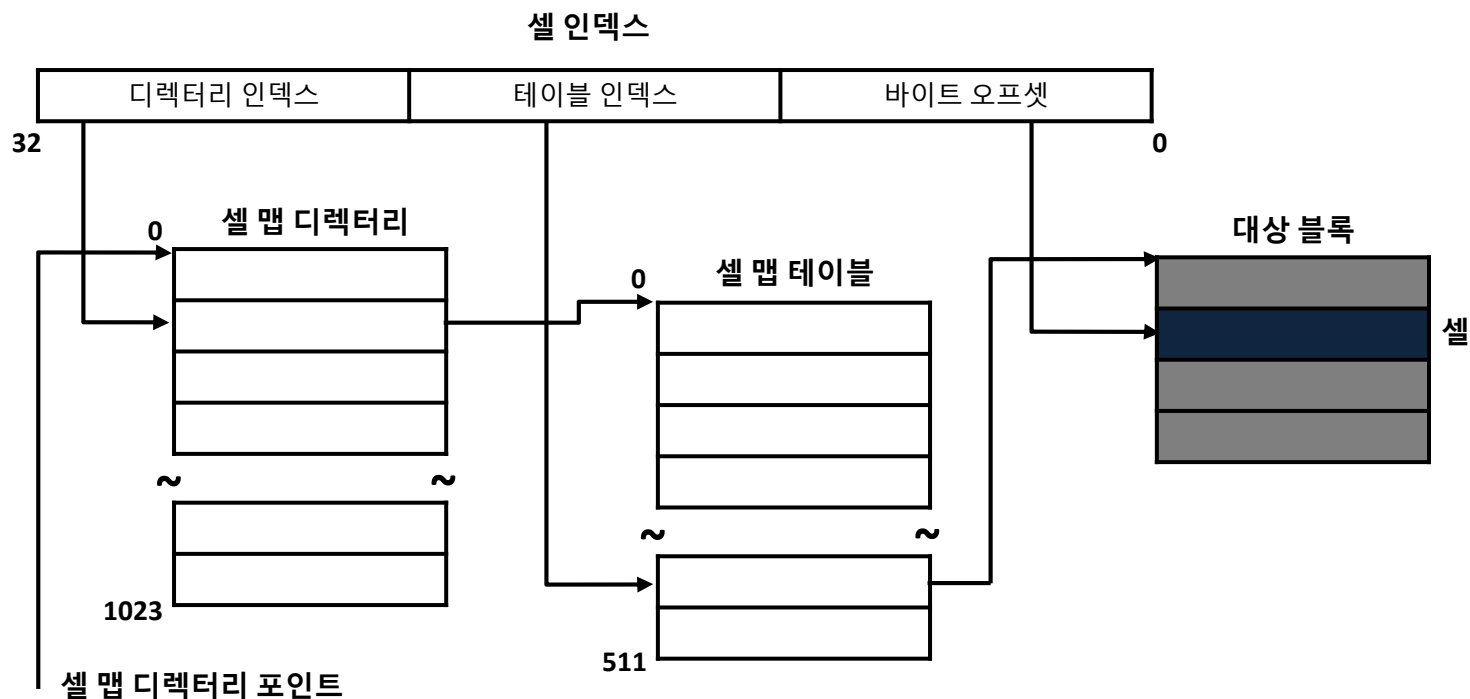 셀 인덱스
디렉터리 인덱스 테이블 인덱스 바이트 오프셋
32 0
셀 맵 디렉터리
0
대상 블록
셀 맵 테이블
0
셀
~ ~
~ ~
1023
511
셀 맵 디렉터리 포인트